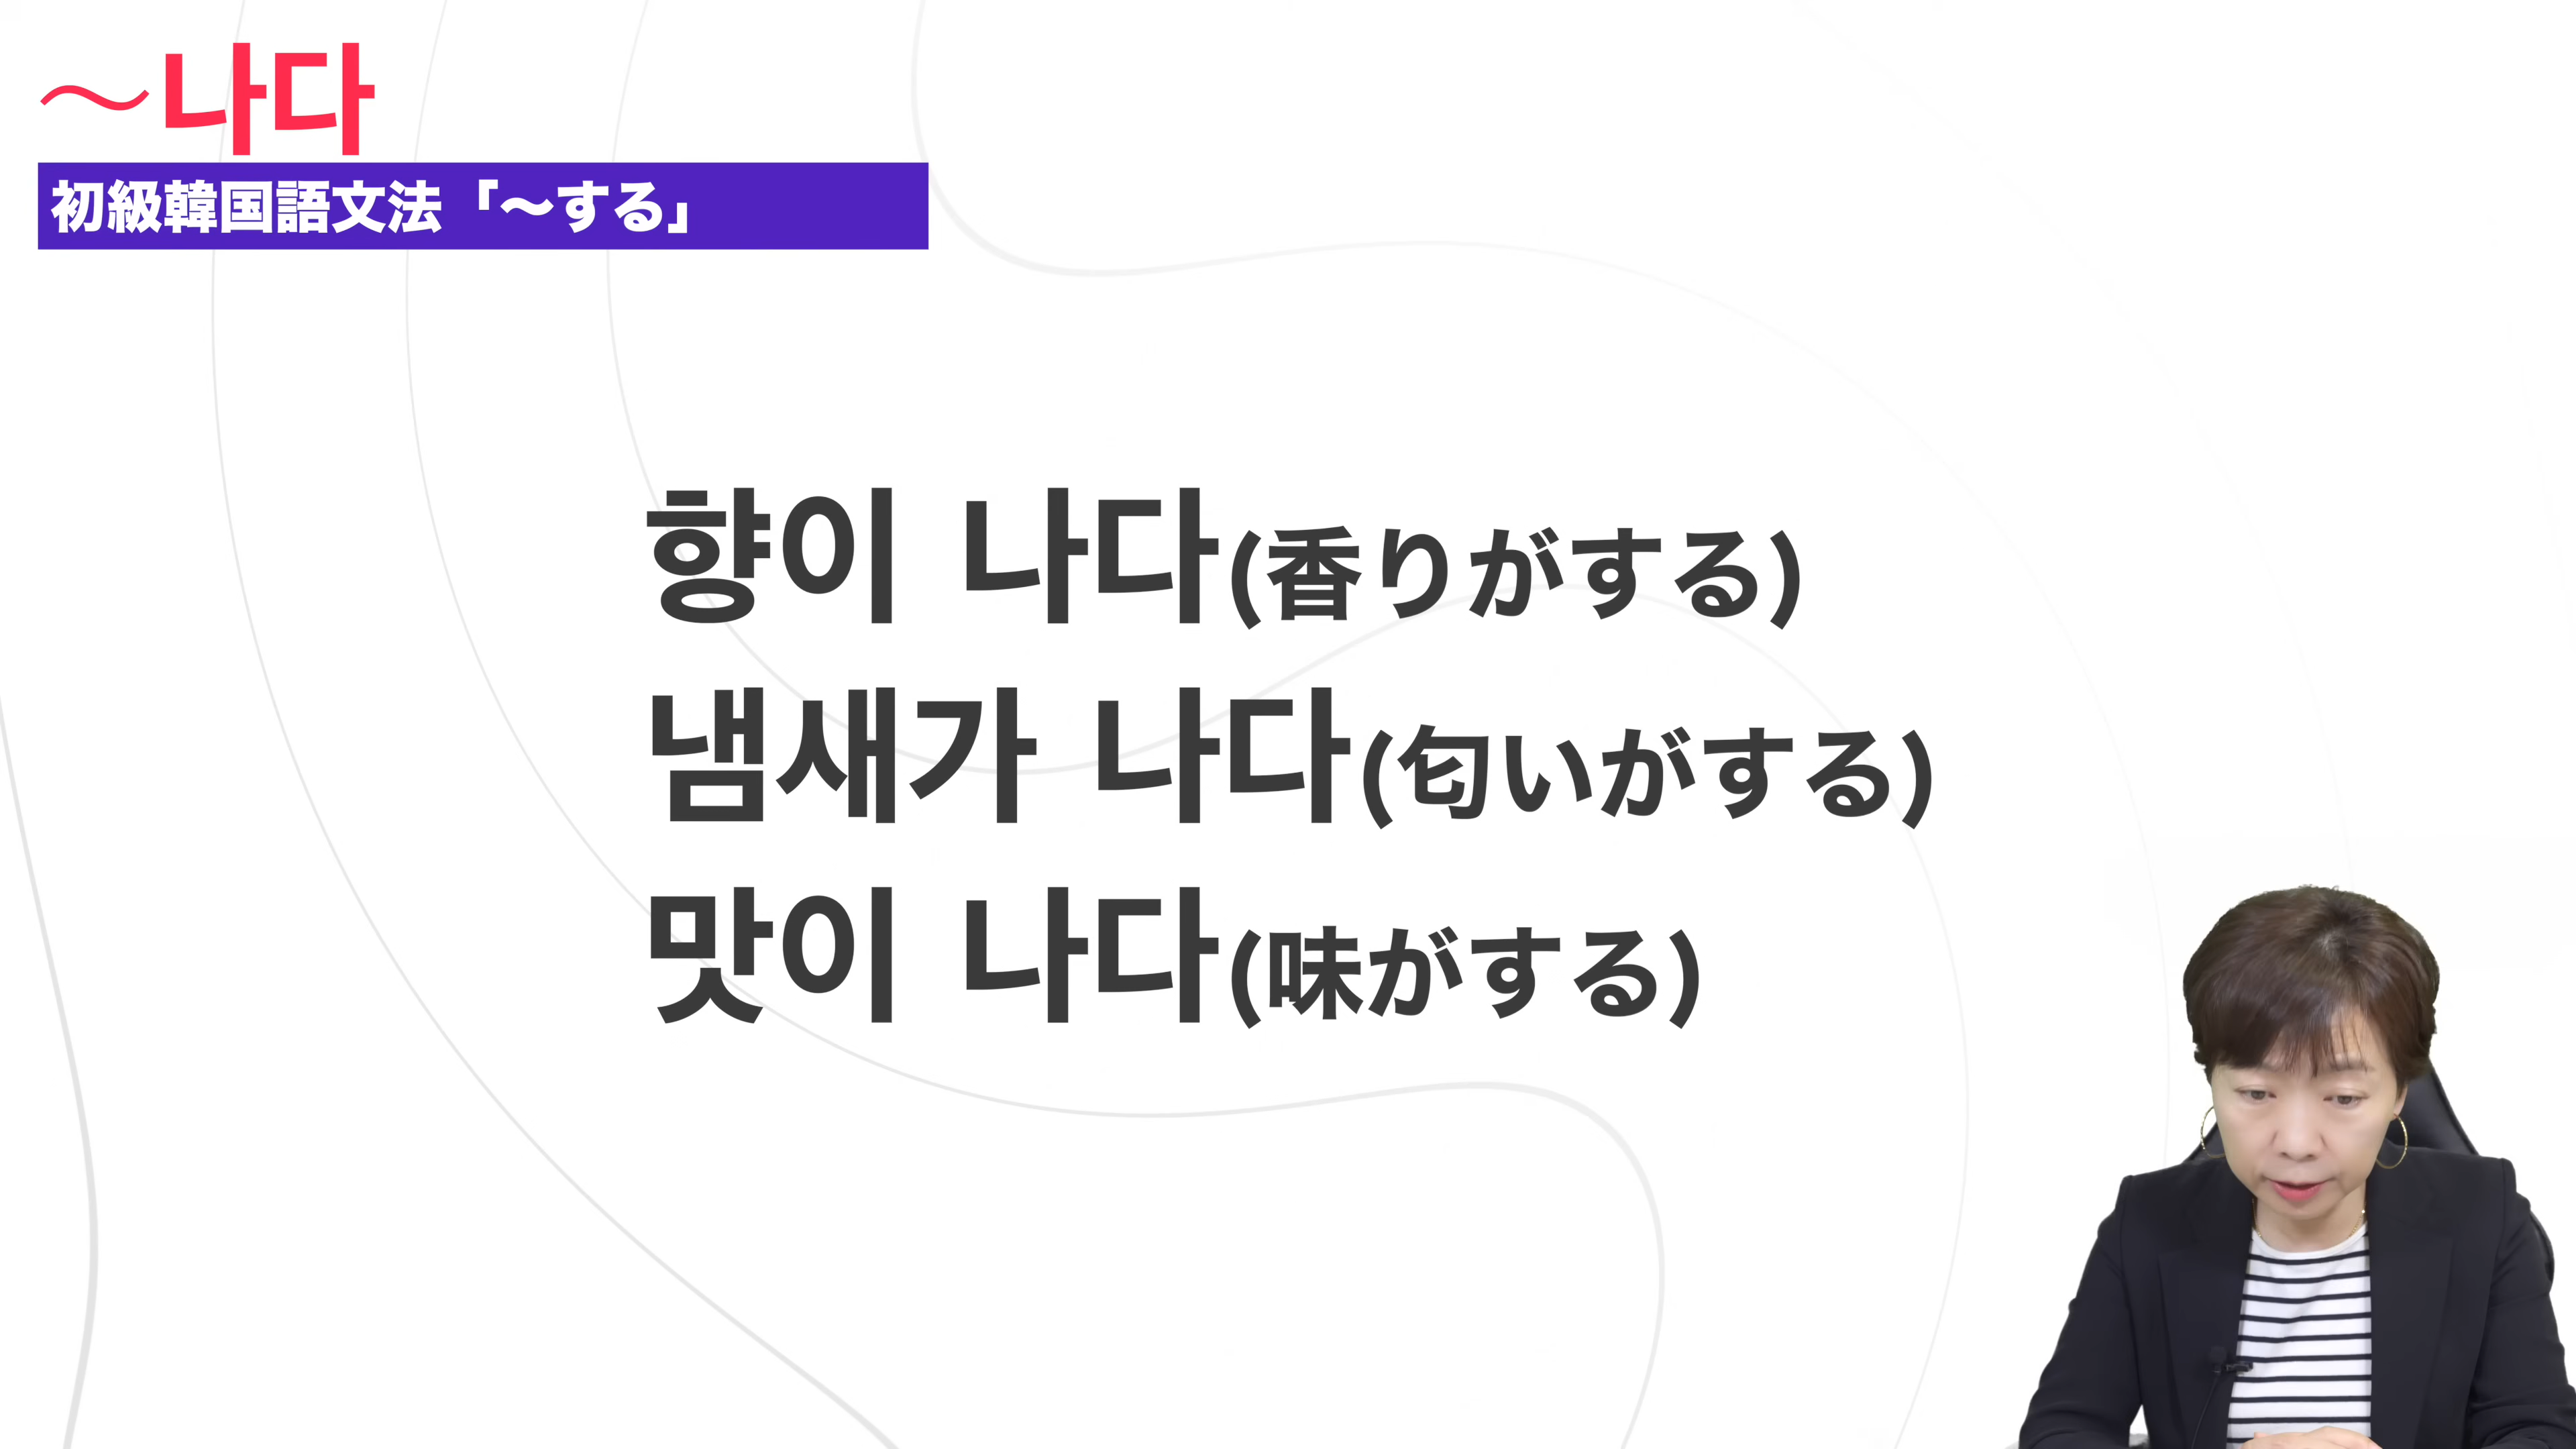 ～나다
初級韓国語文法「～する」
향이 나다(香りがする)
냄새가 나다(匂いがする)
맛이 나다(味がする)